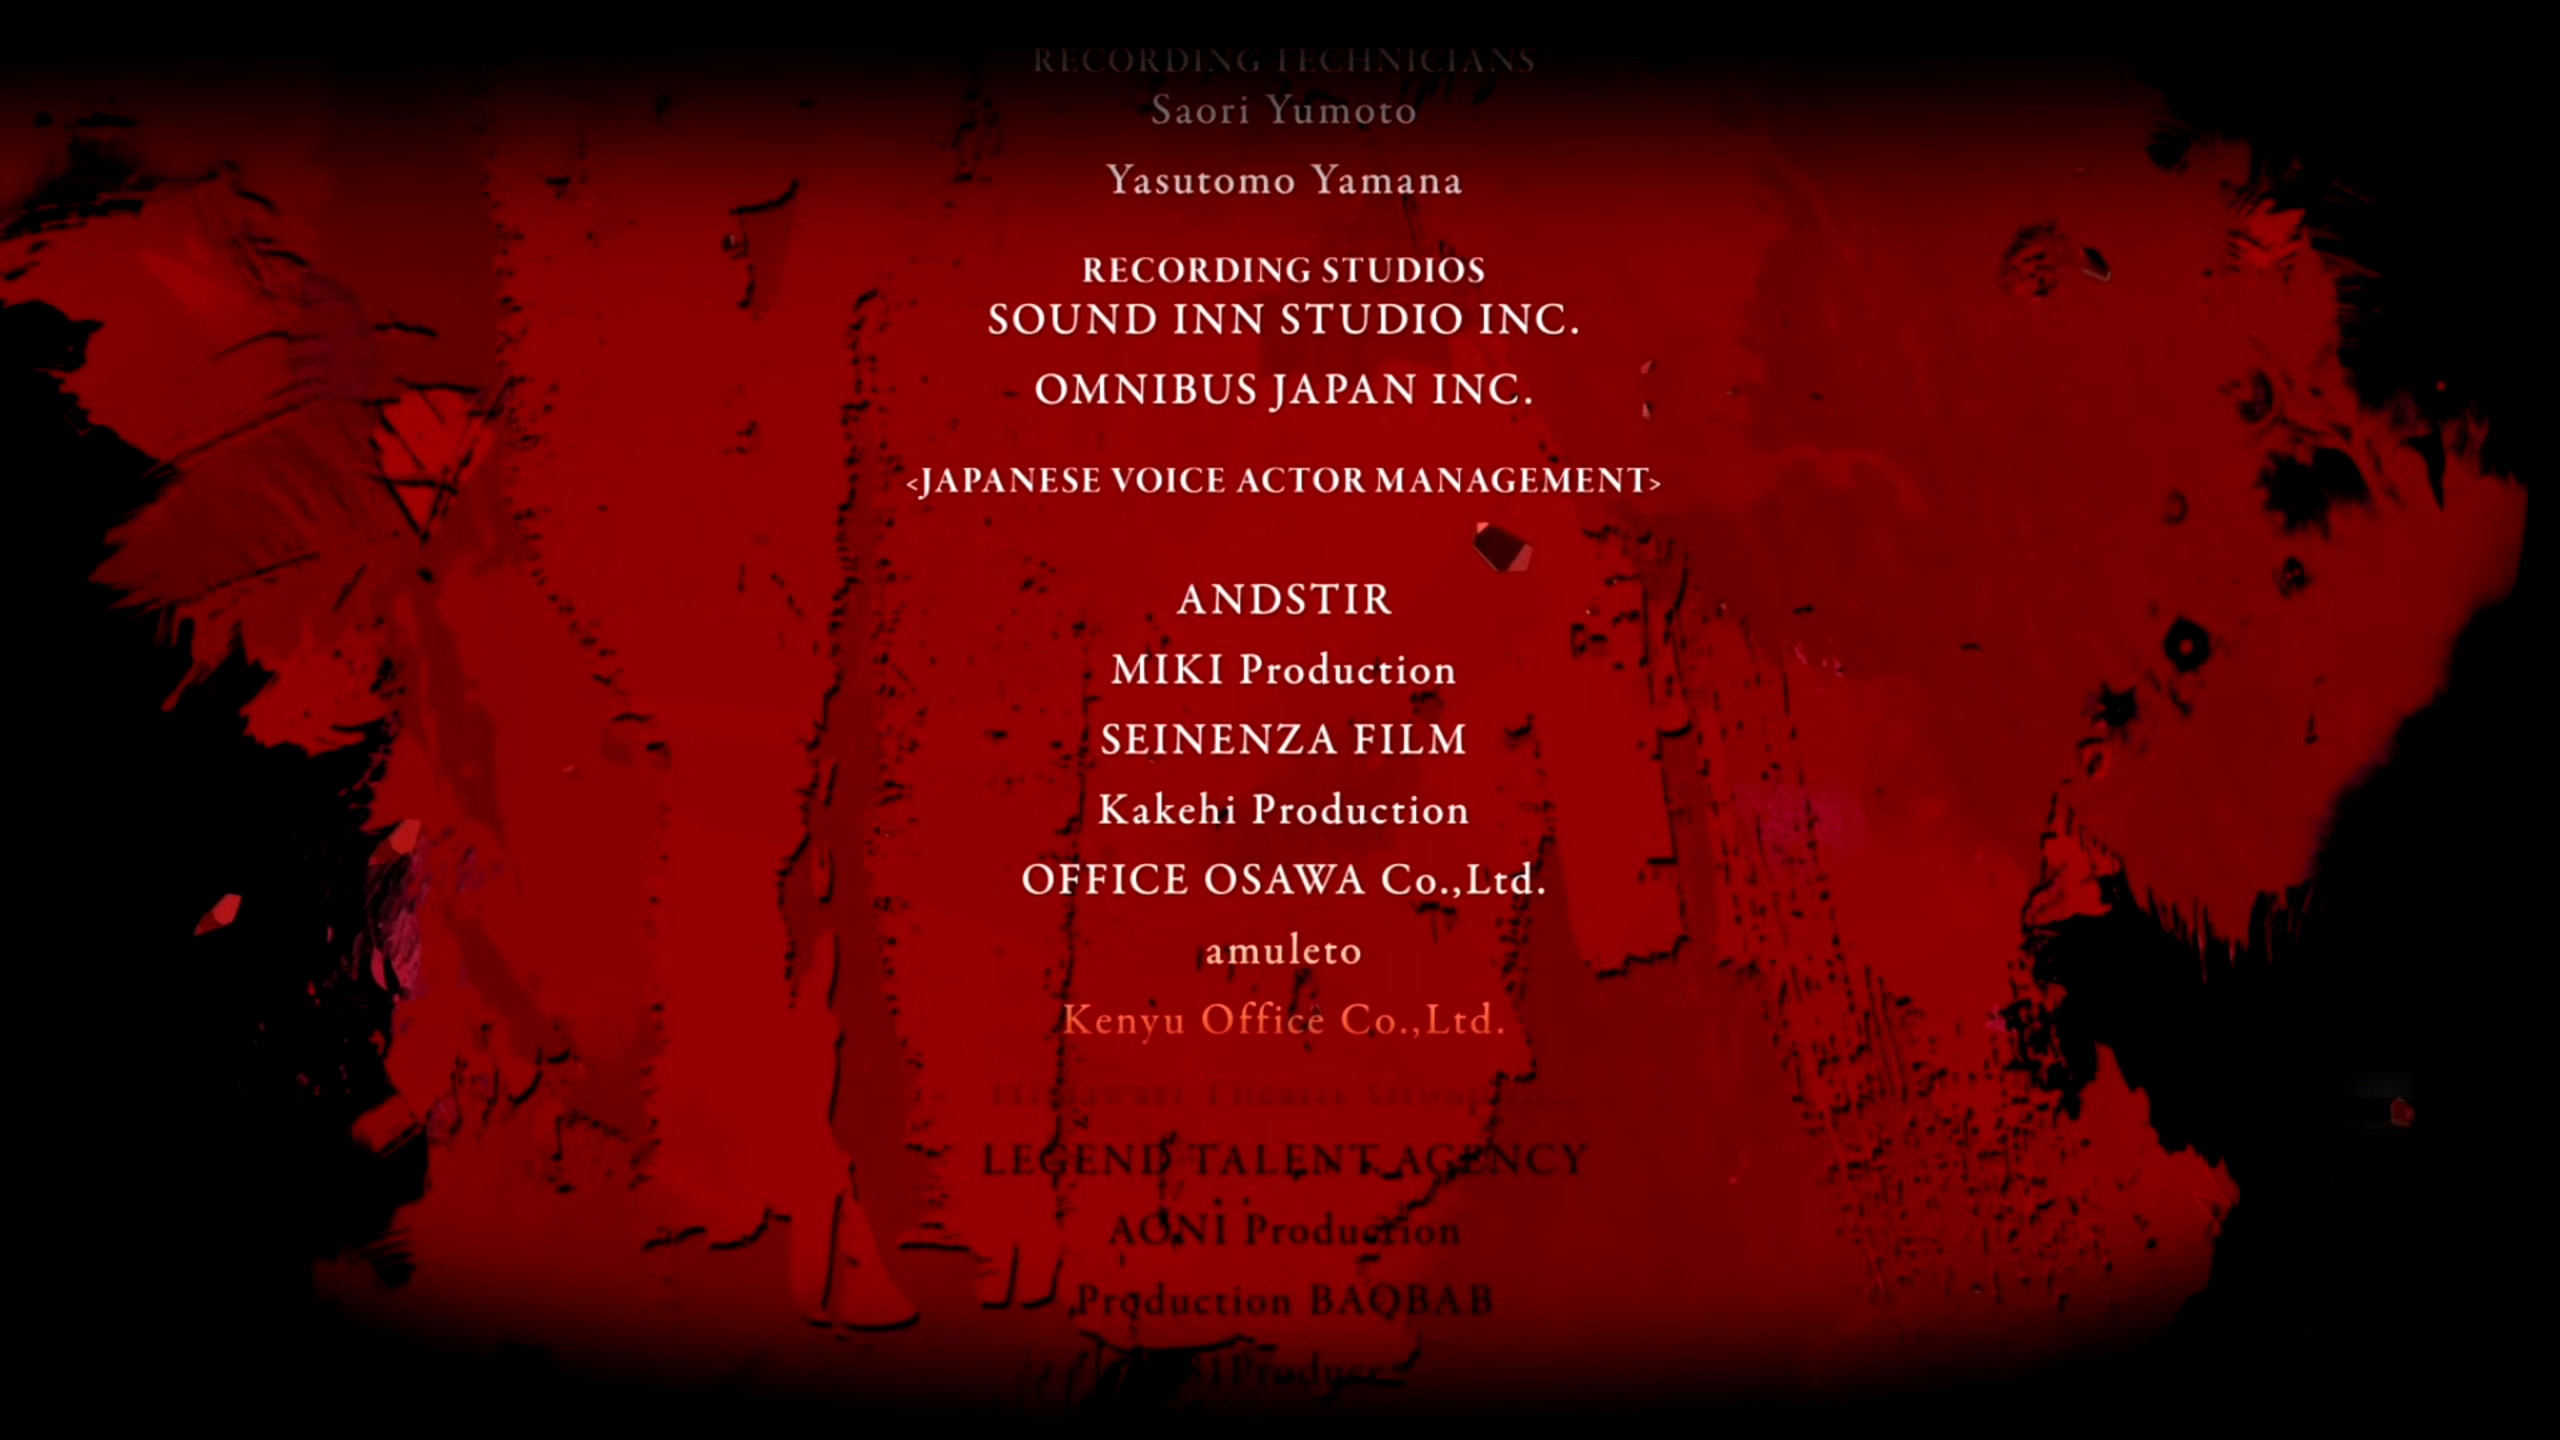 RECORDING TECHNICIANS
Saori Yumoto
Yasutomo Yamana
RECORDING STUDIOS
SOUND INN STUDIO INC.
OMNIBUS JAPAN INC.
<JAPANESE VOICE ACTOR MANAGEMENT>
ANDSTIR
MIKI Production
SEINENZA FILM
Kakehi Production
OFFICE OSAWA Co.,Ltd.
amuleto
Kenyu Office Co.,Ltd.
Theater Group
LEGEND TALENT AGENCY
AONI Production
Production BAOBAB